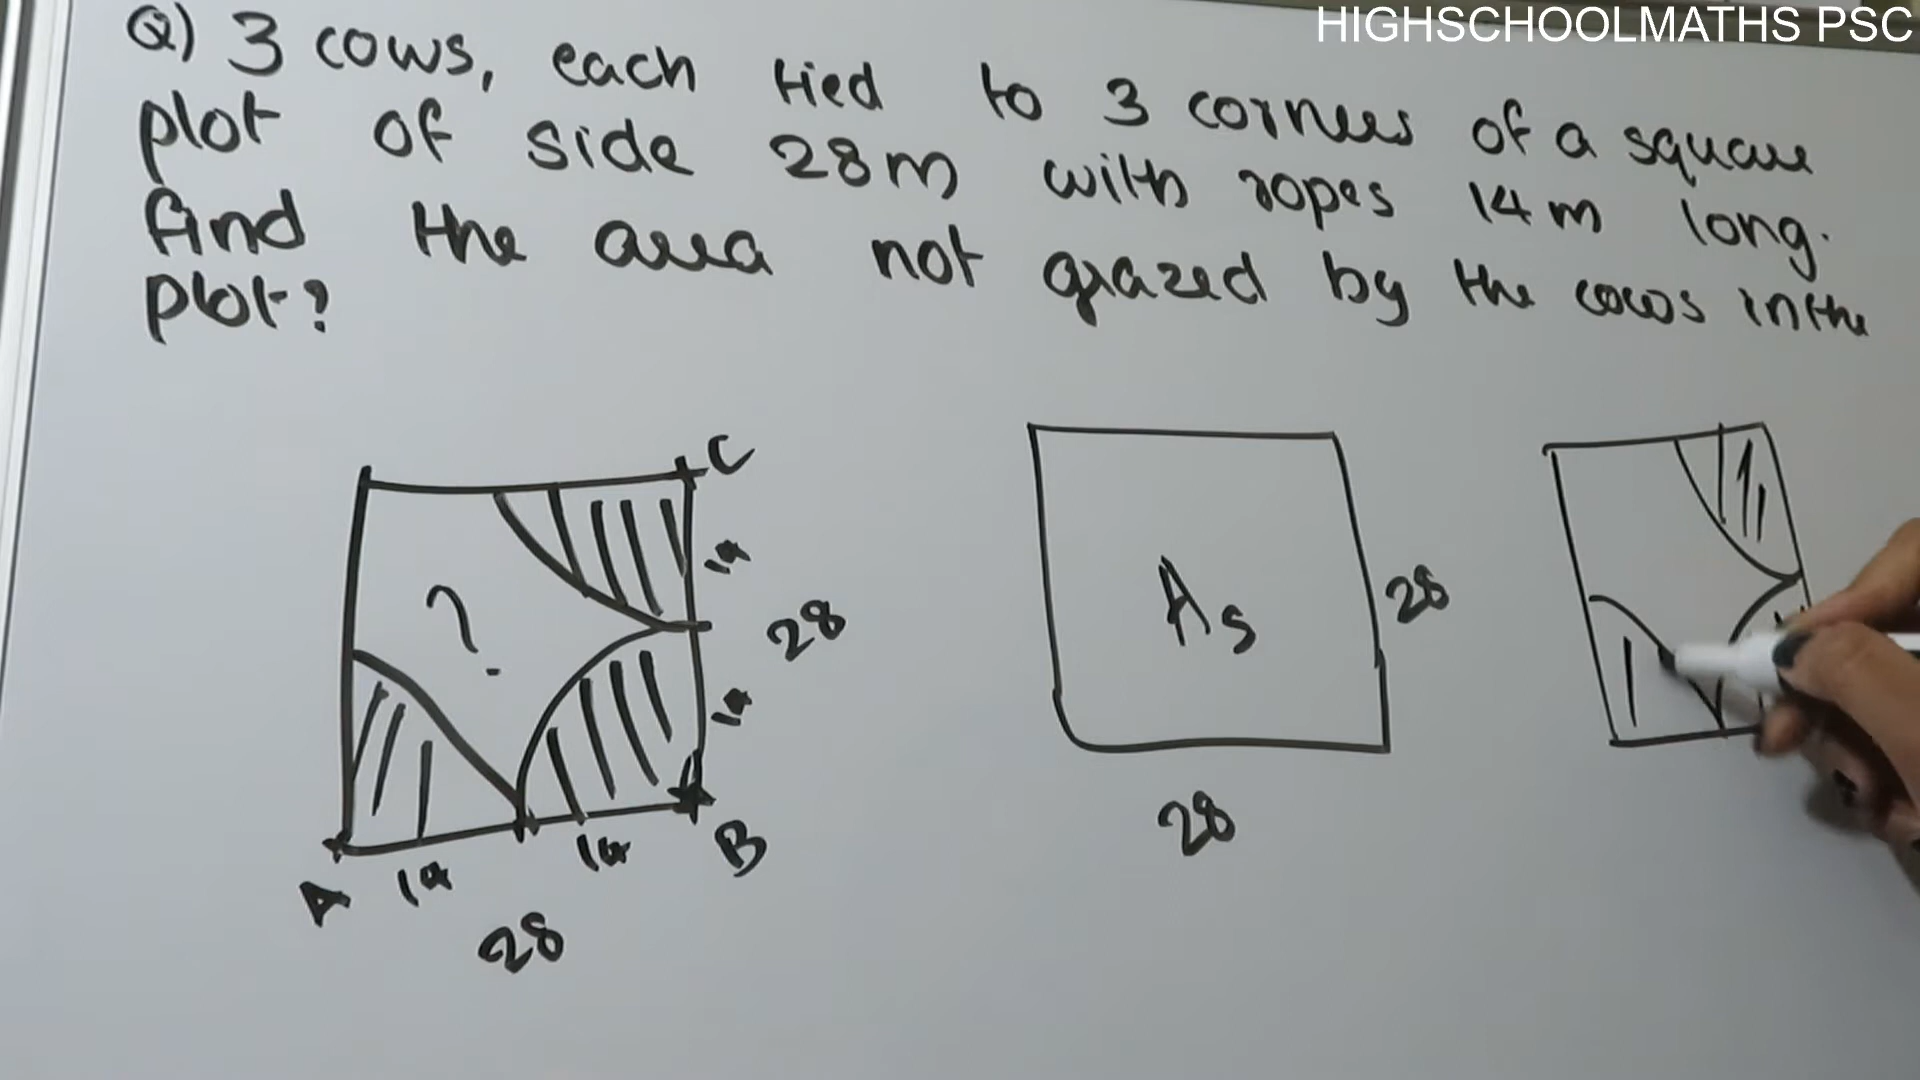 HIGHSCHOOLMATHS PSC
Q) 3 cows, each tied to 3 corners of a square
plot of side 28m with ropes 14m long.
find the area not grazed by the cows in the
plot?
C
14
?
28
As
28
14
14
B
A
14
28
28